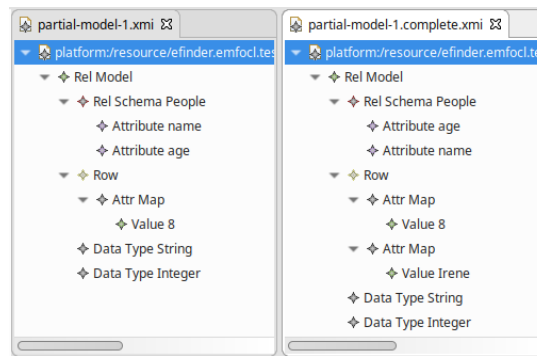 partial-model-1.xmi
platform:/resource/efinder.emfocl.tes
Rel Model
Rel Schema People
Attribute name
Attribute age
Row
Attr Map
Value 8
Data Type String
Data Type Integer
partial-model-1.complete.xmi
platform:/resource/efinder.emfocl.te
Rel Model
Rel Schema People
Attribute age
Attribute name
Row
Attr Map
Value 8
Attr Map
Value Irene
Data Type String
Data Type Integer